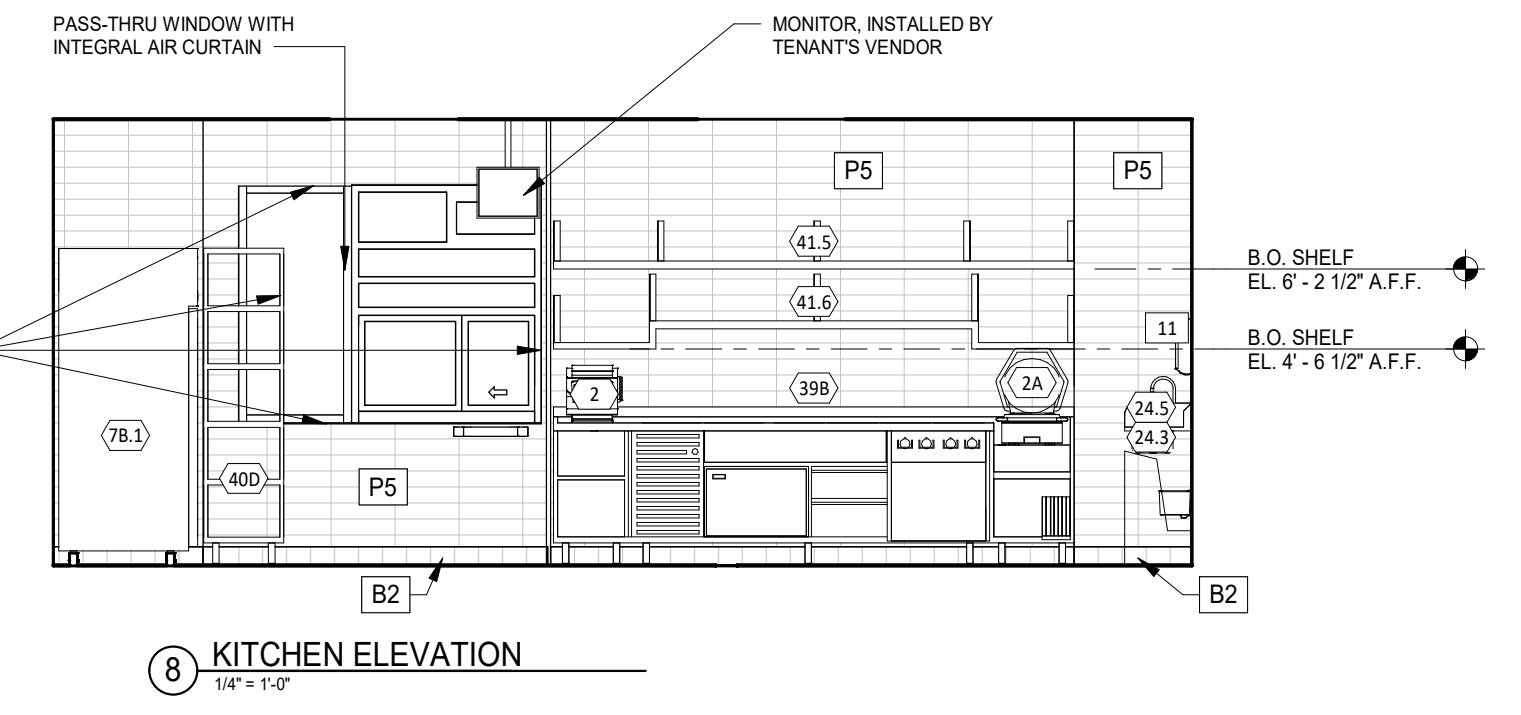 PASS-THRU WINDOW WITH
INTEGRAL AIR CURTAIN
MONITOR, INSTALLED BY
TENANT'S VENDOR
P5
P5
41.5
B.O. SHELF
EL. 6' - 2 1/2" A.F.F.
41.6
11
B.O. SHELF
EL. 4' - 6 1/2" A.F.F.
2
39B
2A
24.5
24.3
7B.1
40D
P5
B2
B2
8
KITCHEN ELEVATION
1/4" = 1'-0"